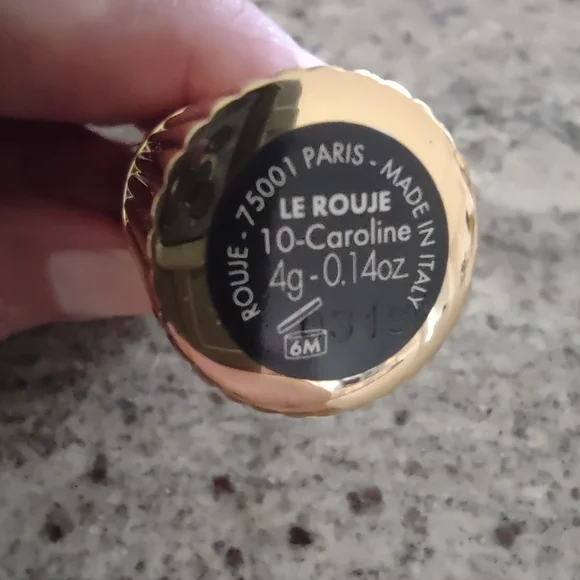 ROUJE - 75001 PARIS - MADE IN ITALY
LE ROUJE
10-Caroline
4g - 0.14oz
6M